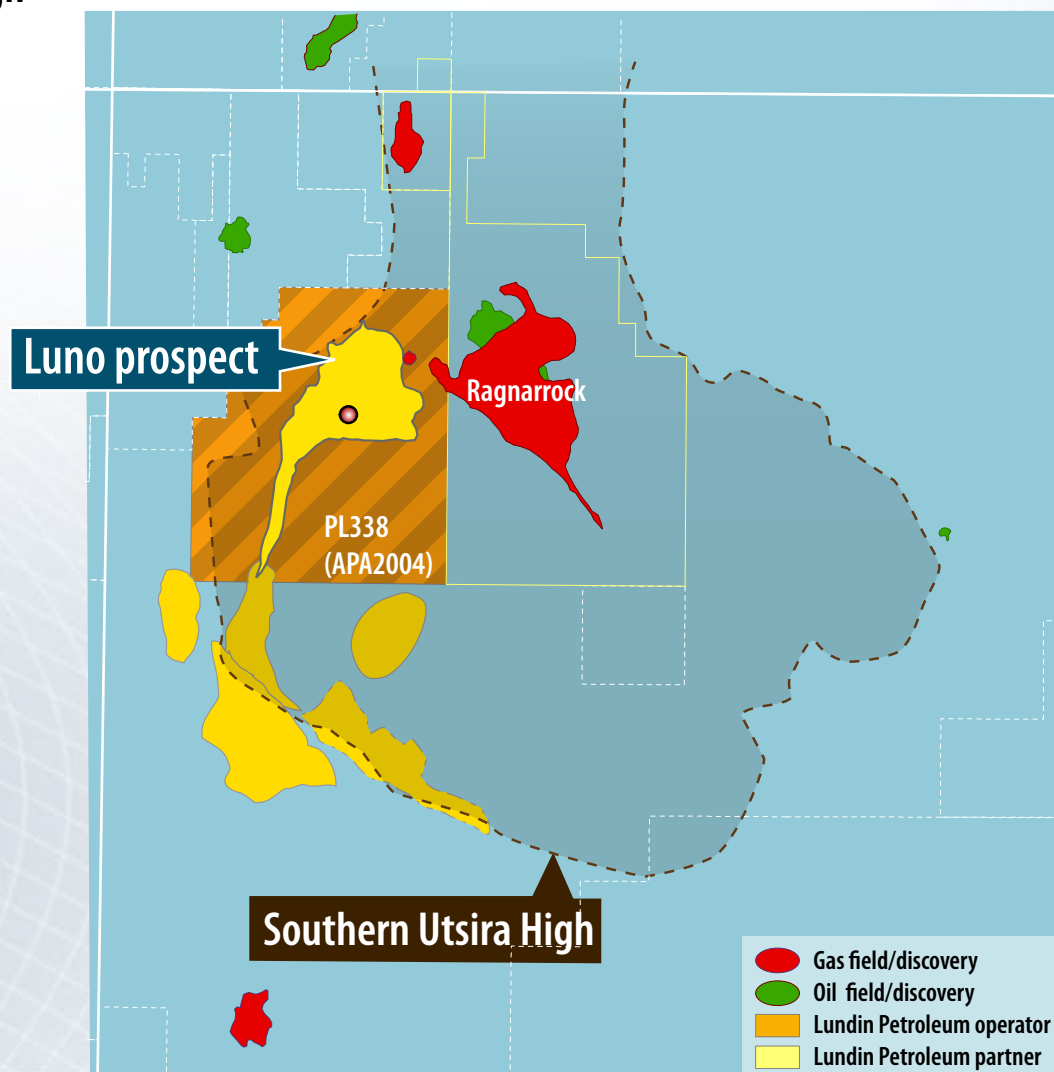 Luno prospect
Ragnarrock
PL338
(APA2004)
Southern Utsira High
Gas field/discovery
Oil field/discovery
Lundin Petroleum operator
Lundin Petroleum partner